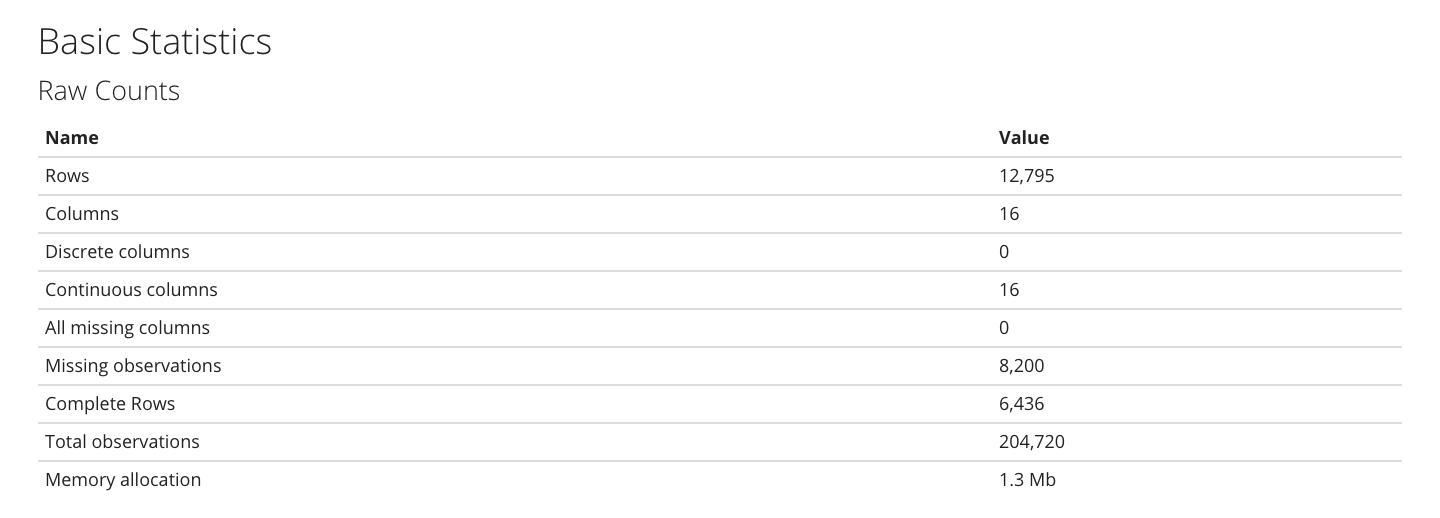 Basic Statistics
Raw Counts
Name Value
Rows 12,795
Columns 16
Discrete columns 0
Continuous columns 16
All missing columns 0
Missing observations 8,200
Complete Rows 6,436
Total observations 204,720
Memory allocation 1.3 Mb